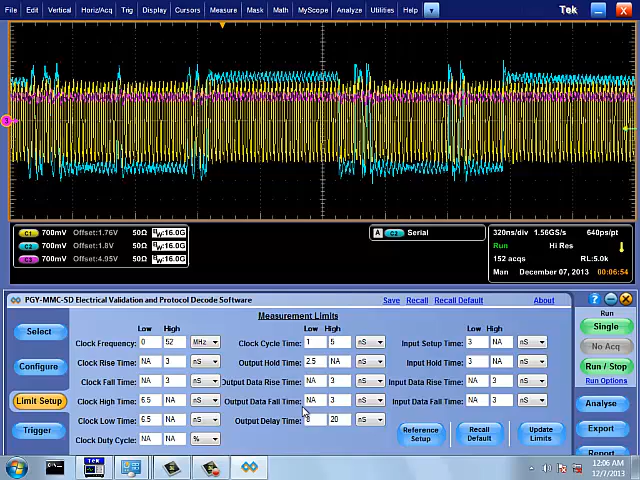 File Edit Vertical Horiz/Acq Trig Display Cursors Measure Mask Math MyScope Analyze Utilities Help Tek
C1 700mV Offset:1.76V 50Ω BW:16.0G
C2 700mV Offset:1.8V 50Ω BW:16.0G
C3 700mV Offset:4.95V 50Ω BW:16.0G
A C2 Serial
320ns/div 1.56GS/s 640ps/pt
Run Hi Res
152 acqs RL:5.0k
Man December 07, 2013 00:06:54
PGY-MMC-SD Electrical Validation and Protocol Decode Software Save Recall Recall Default About
Select
Configure
Limit Setup
Trigger
Measurement Limits
Low High
Clock Frequency: 0 52 MHz
Clock Rise Time: NA 3 nS
Clock Fall Time: NA 3 nS
Clock High Time: 6.5 NA nS
Clock Low Time: 6.5 NA nS
Clock Duty Cycle: NA NA %
Low High
Clock Cycle Time: 1 5 nS
Output Hold Time: 2.5 NA nS
Output Data Rise Time: NA 3 nS
Output Data Fall Time: NA 3 nS
Output Delay Time: 20 nS
Low High
Input Setup Time: 3 NA nS
Input Hold Time: 3 NA nS
Input Data Rise Time: NA 3 nS
Input Data Fall Time: NA 3 nS
Reference Setup
Recall Default
Update Limits
Run
Single
No Acq
Run / Stop
Run Options
Analyse
Export
Report
Tek
12:06 AM
12/7/2013